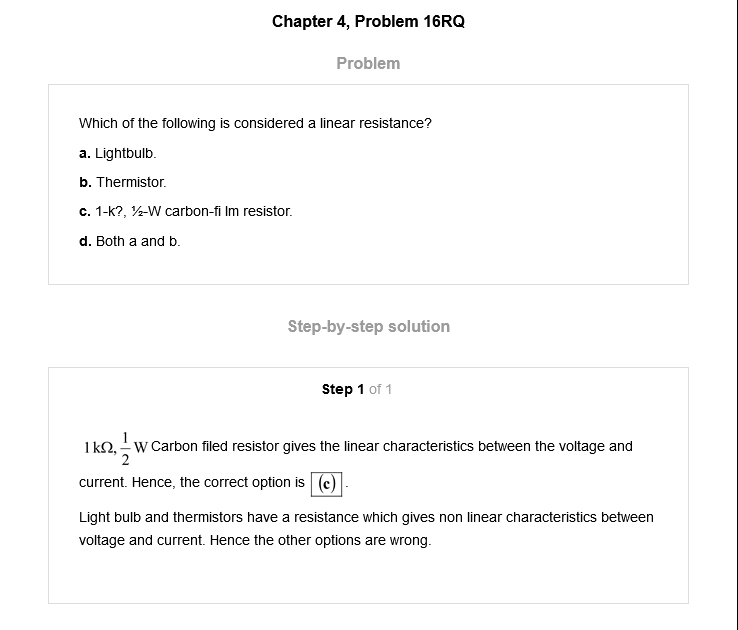 Chapter 4, Problem 16RQ
Problem
Which of the following is considered a linear resistance?
a. Lightbulb.
b. Thermistor.
c. 1-k?, ½-W carbon-fi lm resistor.
d. Both a and b.
Step-by-step solution
Step 1 of 1
1 kΩ, 1/2 W Carbon filed resistor gives the linear characteristics between the voltage and
current. Hence, the correct option is (c).
Light bulb and thermistors have a resistance which gives non linear characteristics between
voltage and current. Hence the other options are wrong.